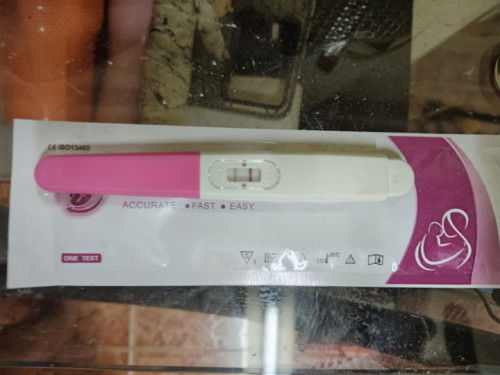 CE ISO13485
ACCURATE ● FAST ● EASY
ONE TEST